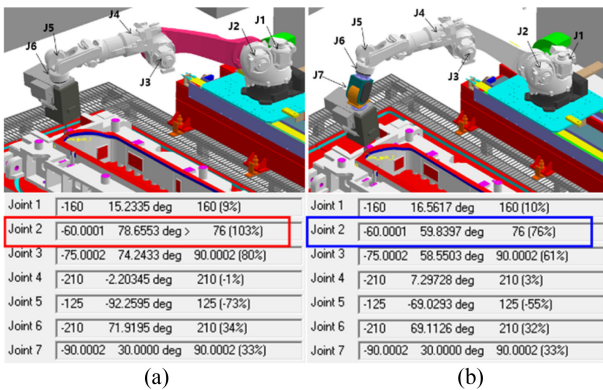 J1
J2
J4
J5
J6
J3
J4
J5
J2
J1
J6
J7
J3
Joint 1 -160 15.2335 deg 160 (9%)
Joint 2 -60.0001 78.6553 deg > 76 (103%)
Joint 3 -75.0002 74.2433 deg 90.0002 (80%)
Joint 4 -210 -2.20345 deg 210 (-1%)
Joint 5 -125 -92.2595 deg 125 (-73%)
Joint 6 -210 71.9195 deg 210 (34%)
Joint 7 -90.0002 30.0000 deg 90.0002 (33%)
(a)
Joint 1 -160 16.5617 deg 160 (10%)
Joint 2 -60.0001 59.8397 deg 76 (76%)
Joint 3 -75.0002 58.5503 deg 90.0002 (61%)
Joint 4 -210 7.29728 deg 210 (3%)
Joint 5 -125 -69.0293 deg 125 (-55%)
Joint 6 -210 69.1126 deg 210 (32%)
Joint 7 -90.0002 30.0000 deg 90.0002 (33%)
(b)